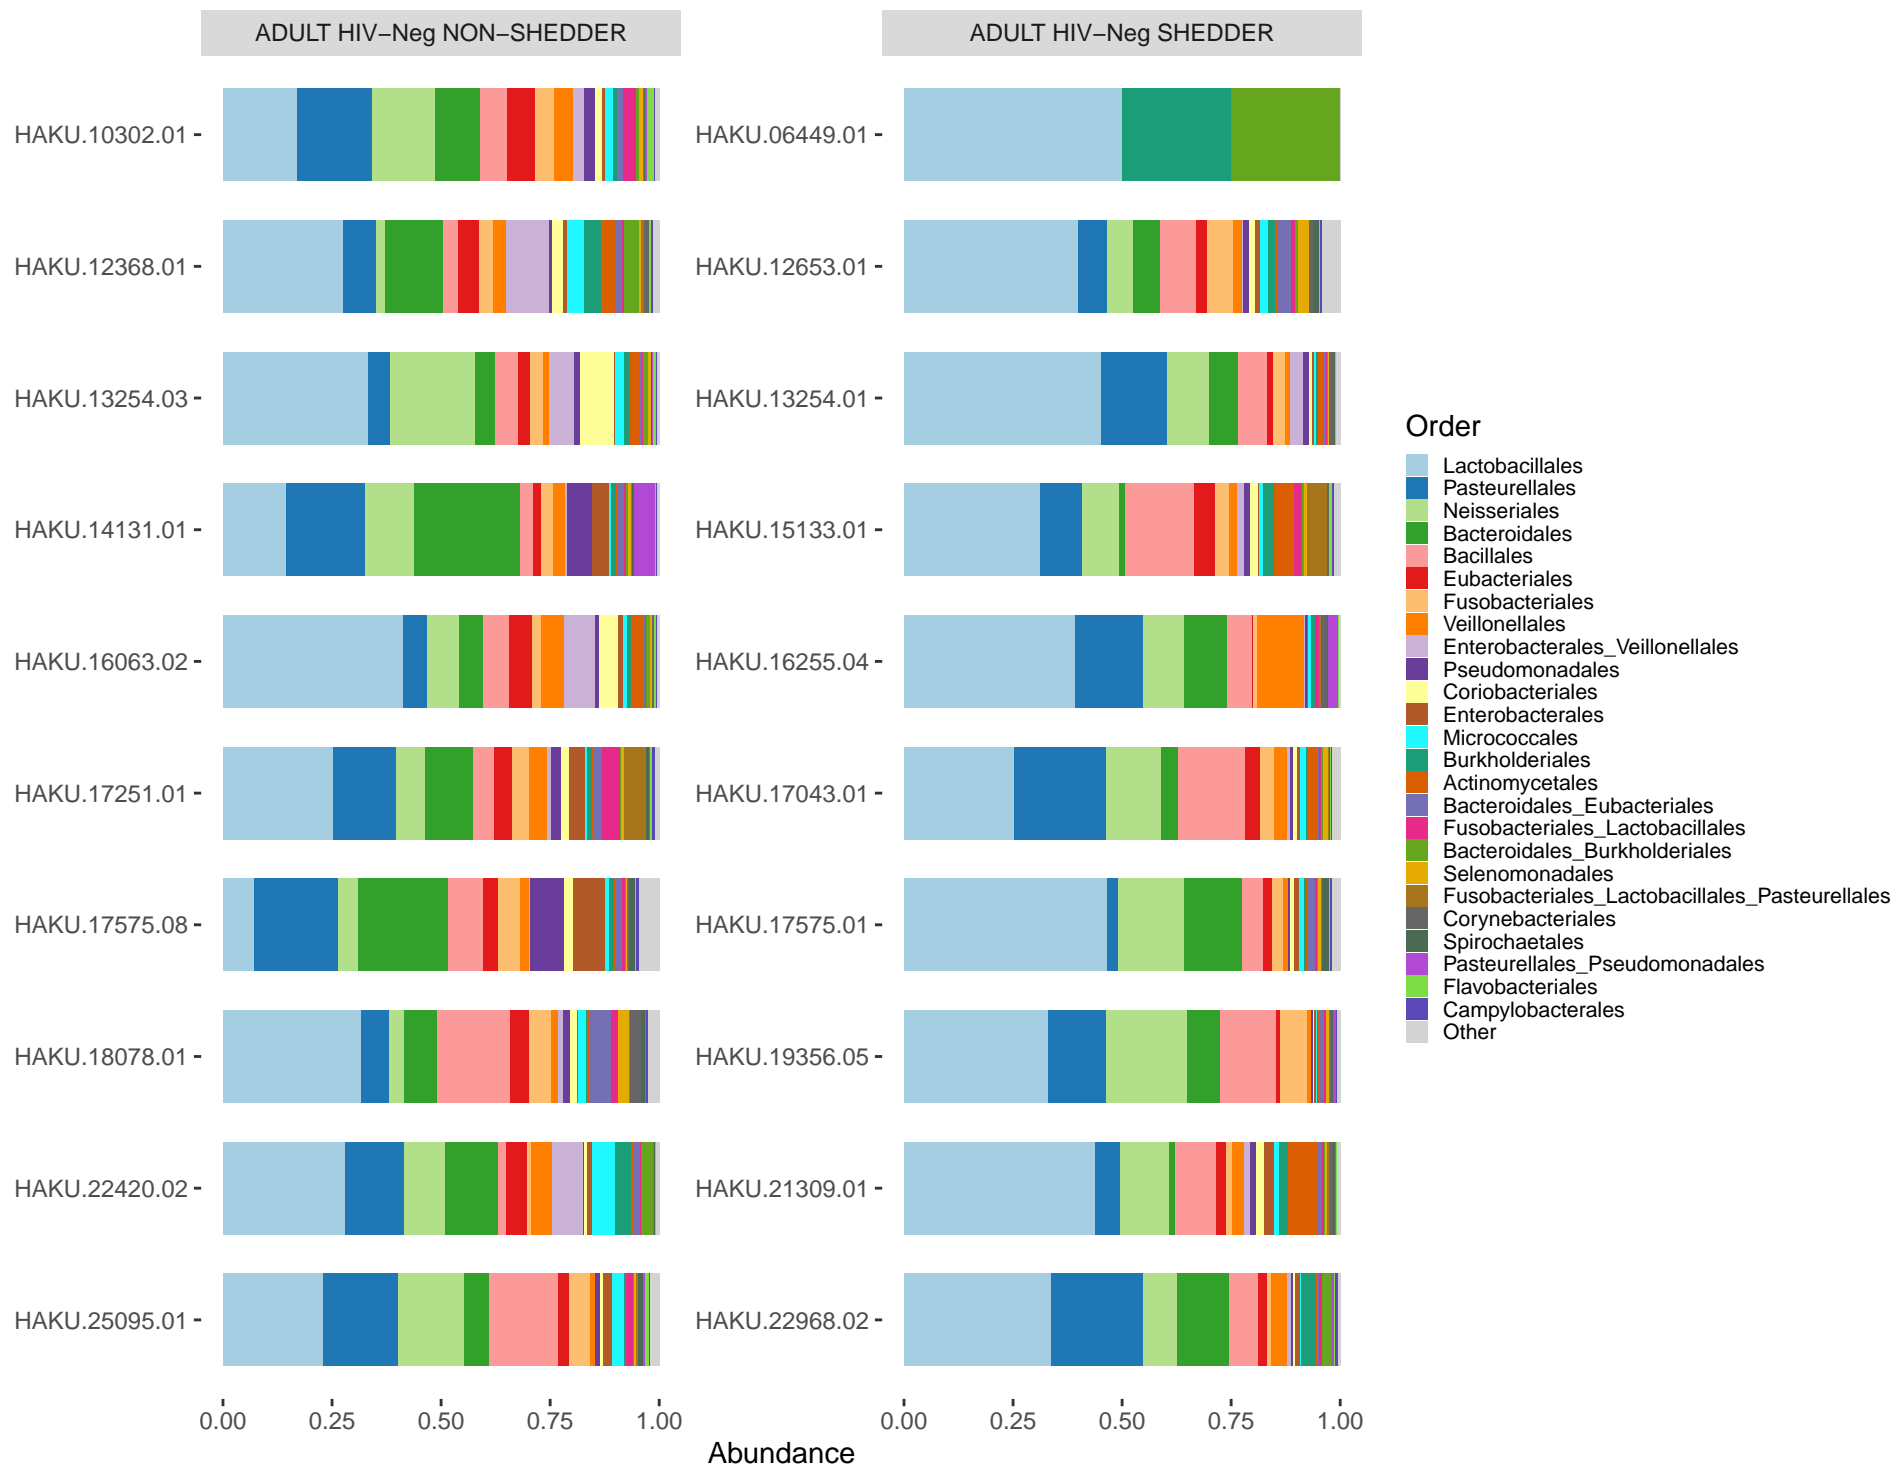 ADULT HIV−Neg NON−SHEDDER
ADULT HIV−Neg SHEDDER
HAKU.10302.01
HAKU.12368.01
HAKU.13254.03
HAKU.14131.01
HAKU.16063.02
HAKU.17251.01
HAKU.17575.08
HAKU.18078.01
HAKU.22420.02
HAKU.25095.01
0.00 0.25 0.50 0.75 1.00
HAKU.06449.01
HAKU.12653.01
HAKU.13254.01
HAKU.15133.01
HAKU.16255.04
HAKU.17043.01
HAKU.17575.01
HAKU.19356.05
HAKU.21309.01
HAKU.22968.02
0.00 0.25 0.50 0.75 1.00
Abundance
Order
Lactobacillales
Pasteurellales
Neisseriales
Bacteroidales
Bacillales
Eubacteriales
Fusobacteriales
Veillonellales
Enterobacterales_Veillonellales
Pseudomonadales
Coriobacteriales
Enterobacterales
Micrococcales
Burkholderiales
Actinomycetales
Bacteroidales_Eubacteriales
Fusobacteriales_Lactobacillales
Bacteroidales_Burkholderiales
Selenomonadales
Fusobacteriales_Lactobacillales_Pasteurellales
Corynebacteriales
Spirochaetales
Pasteurellales_Pseudomonadales
Flavobacteriales
Campylobacterales
Other